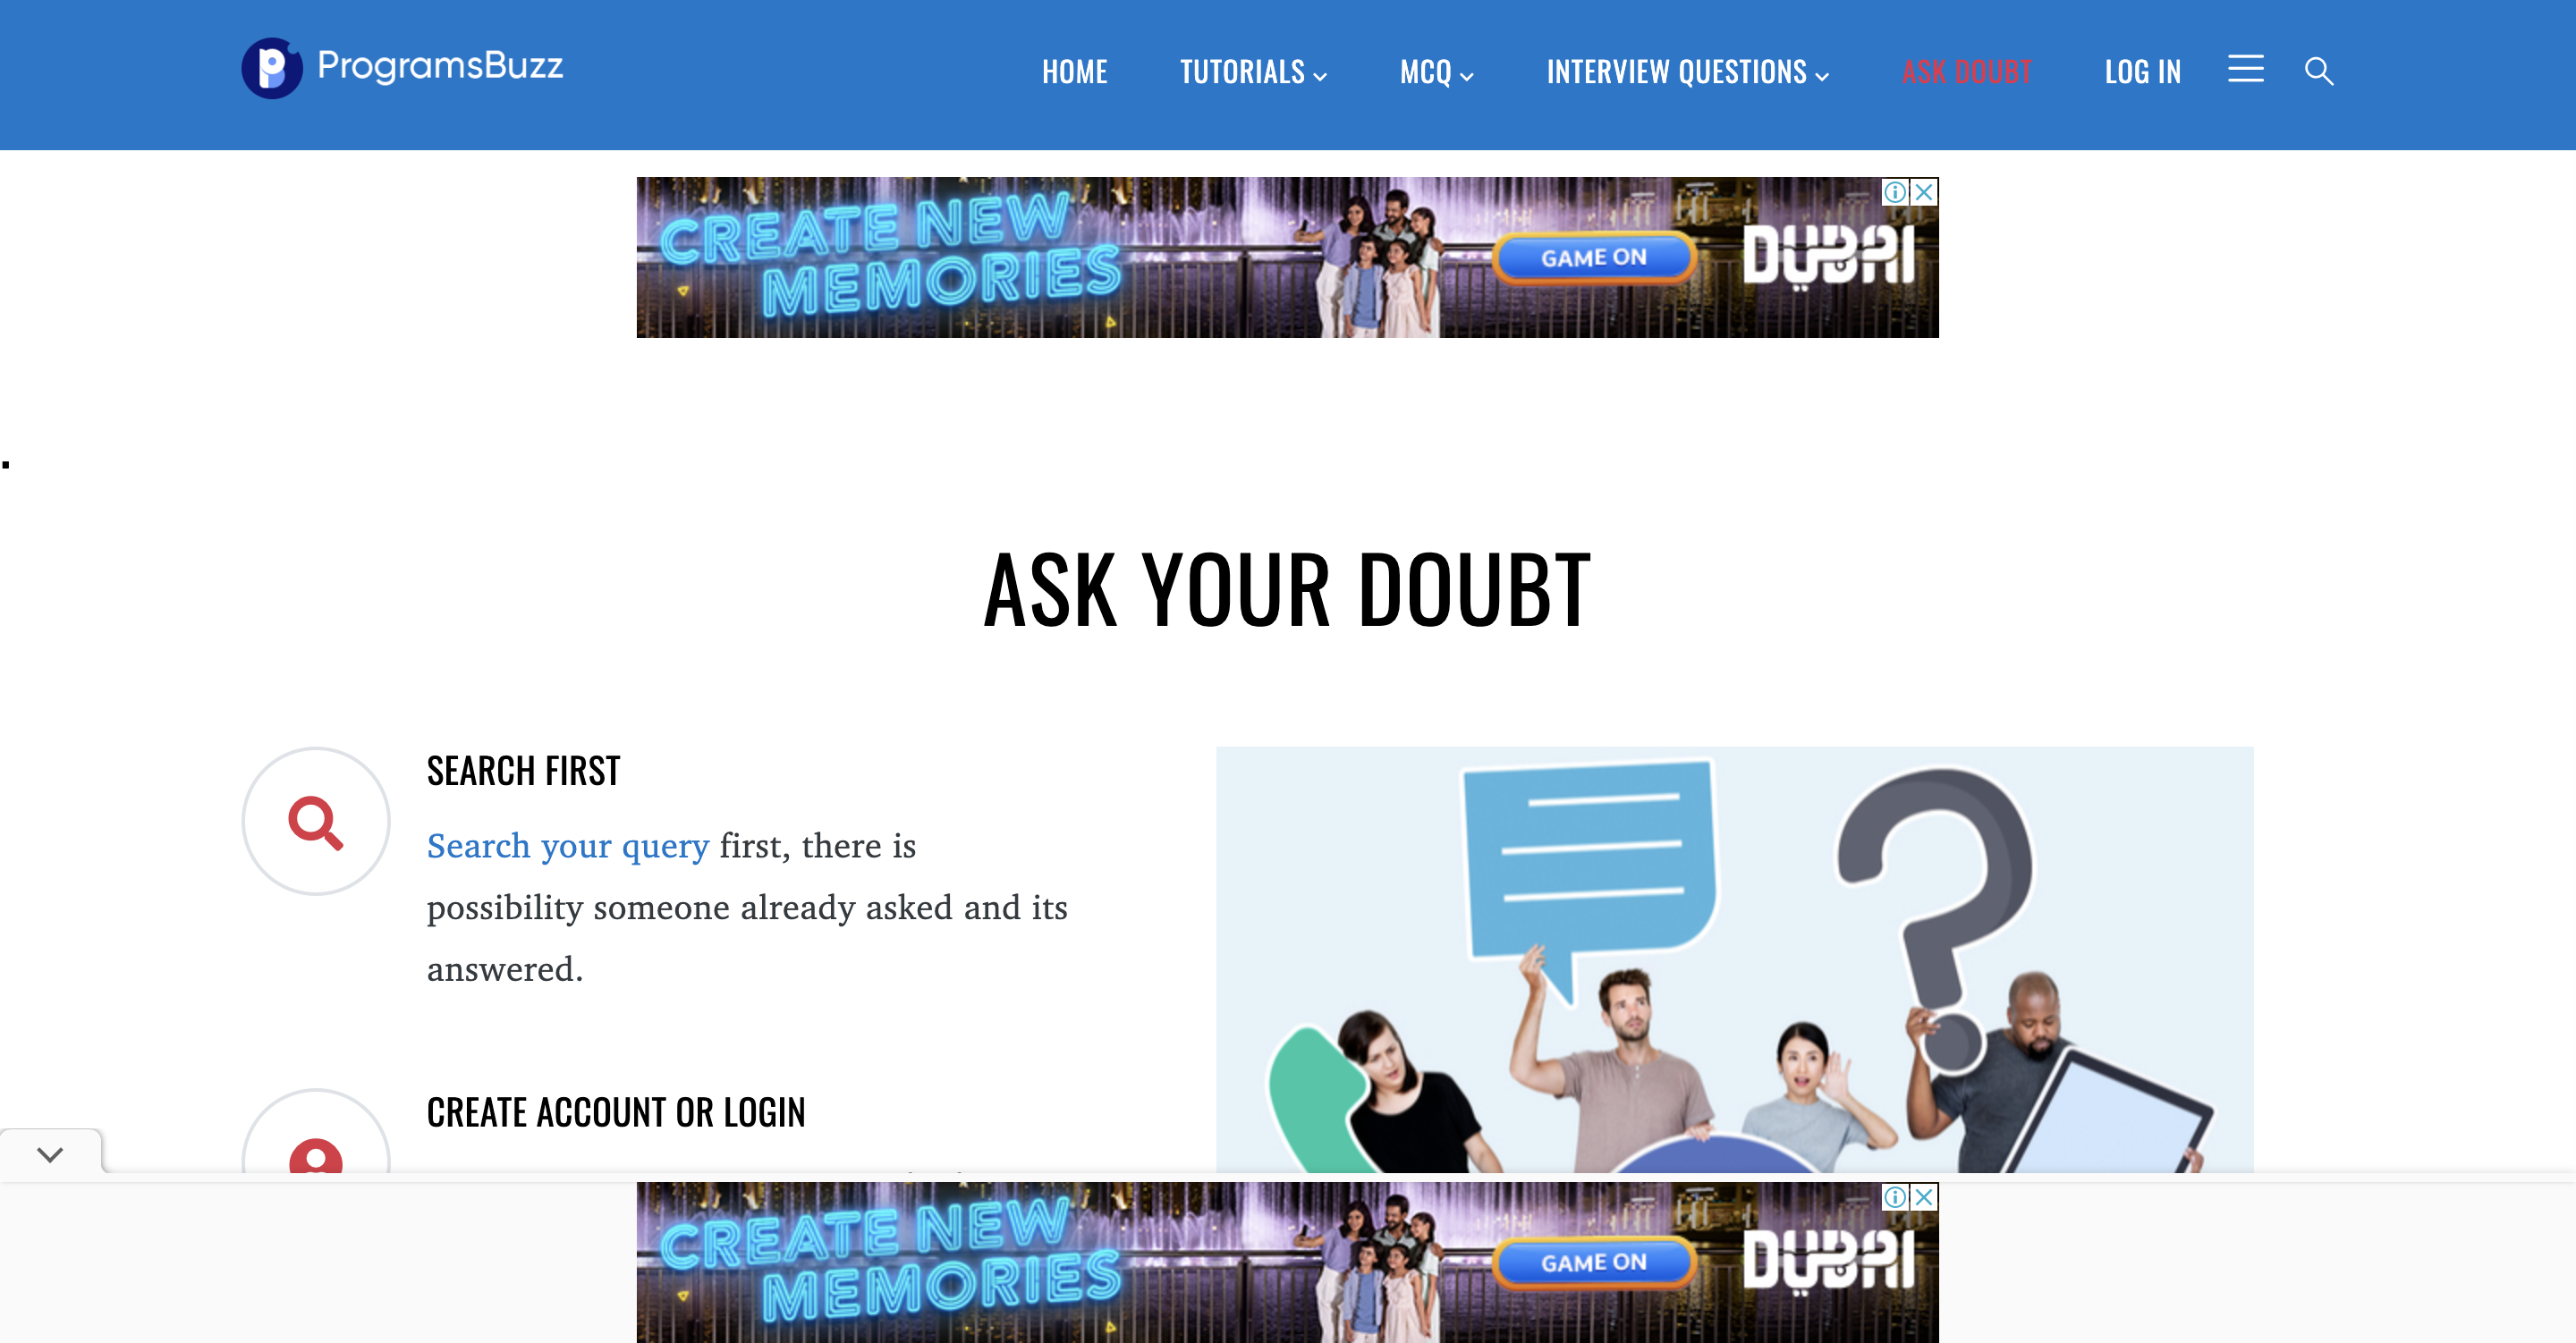 ProgramsBuzz
HOME TUTORIALS MCQ INTERVIEW QUESTIONS ASK DOUBT LOG IN
CREATE NEW
MEMORIES
GAME ON
DUBAI
.
ASK YOUR DOUBT
SEARCH FIRST
Search your query first, there is
possibility someone already asked and its
answered.
CREATE ACCOUNT OR LOGIN
CREATE NEW
MEMORIES
GAME ON
DUBAI